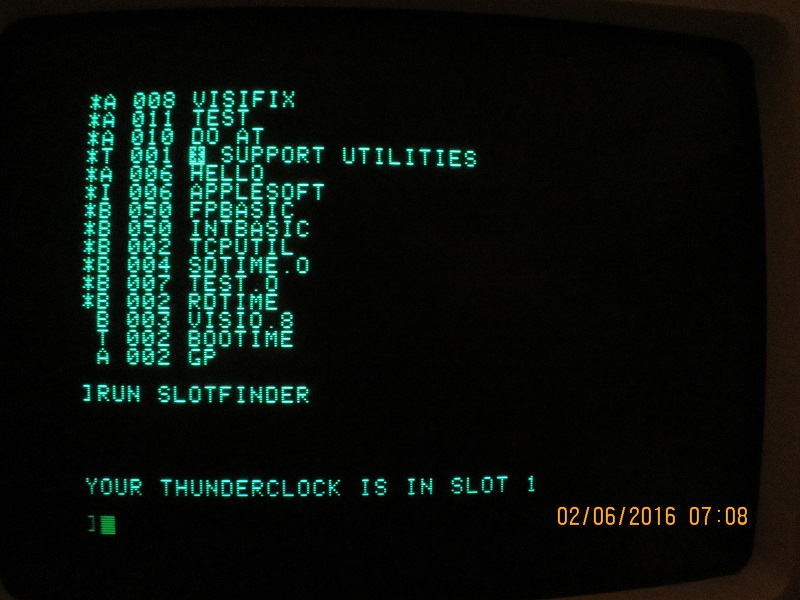 *A 008 VISIFIX
*A 011 TEST
*A 010 DO AT
*T 001 * SUPPORT UTILITIES
*A 006 HELLO
*I 006 APPLESOFT
*B 050 FPBASIC
*B 050 INTBASIC
*B 002 TCPUTIL
*B 004 SDTIME.O
*B 007 TEST.O
*B 002 RDTIME
B 003 VISIO.8
T 002 BOOTIME
A 002 GP
]RUN SLOTFINDER
YOUR THUNDERCLOCK IS IN SLOT 1
]
02/06/2016 07:08